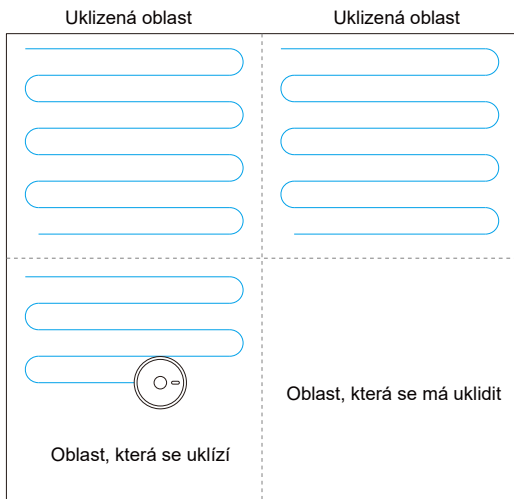 Uklizená oblast
Uklizená oblast
Oblast, která se má uklidit
Oblast, která se uklízí